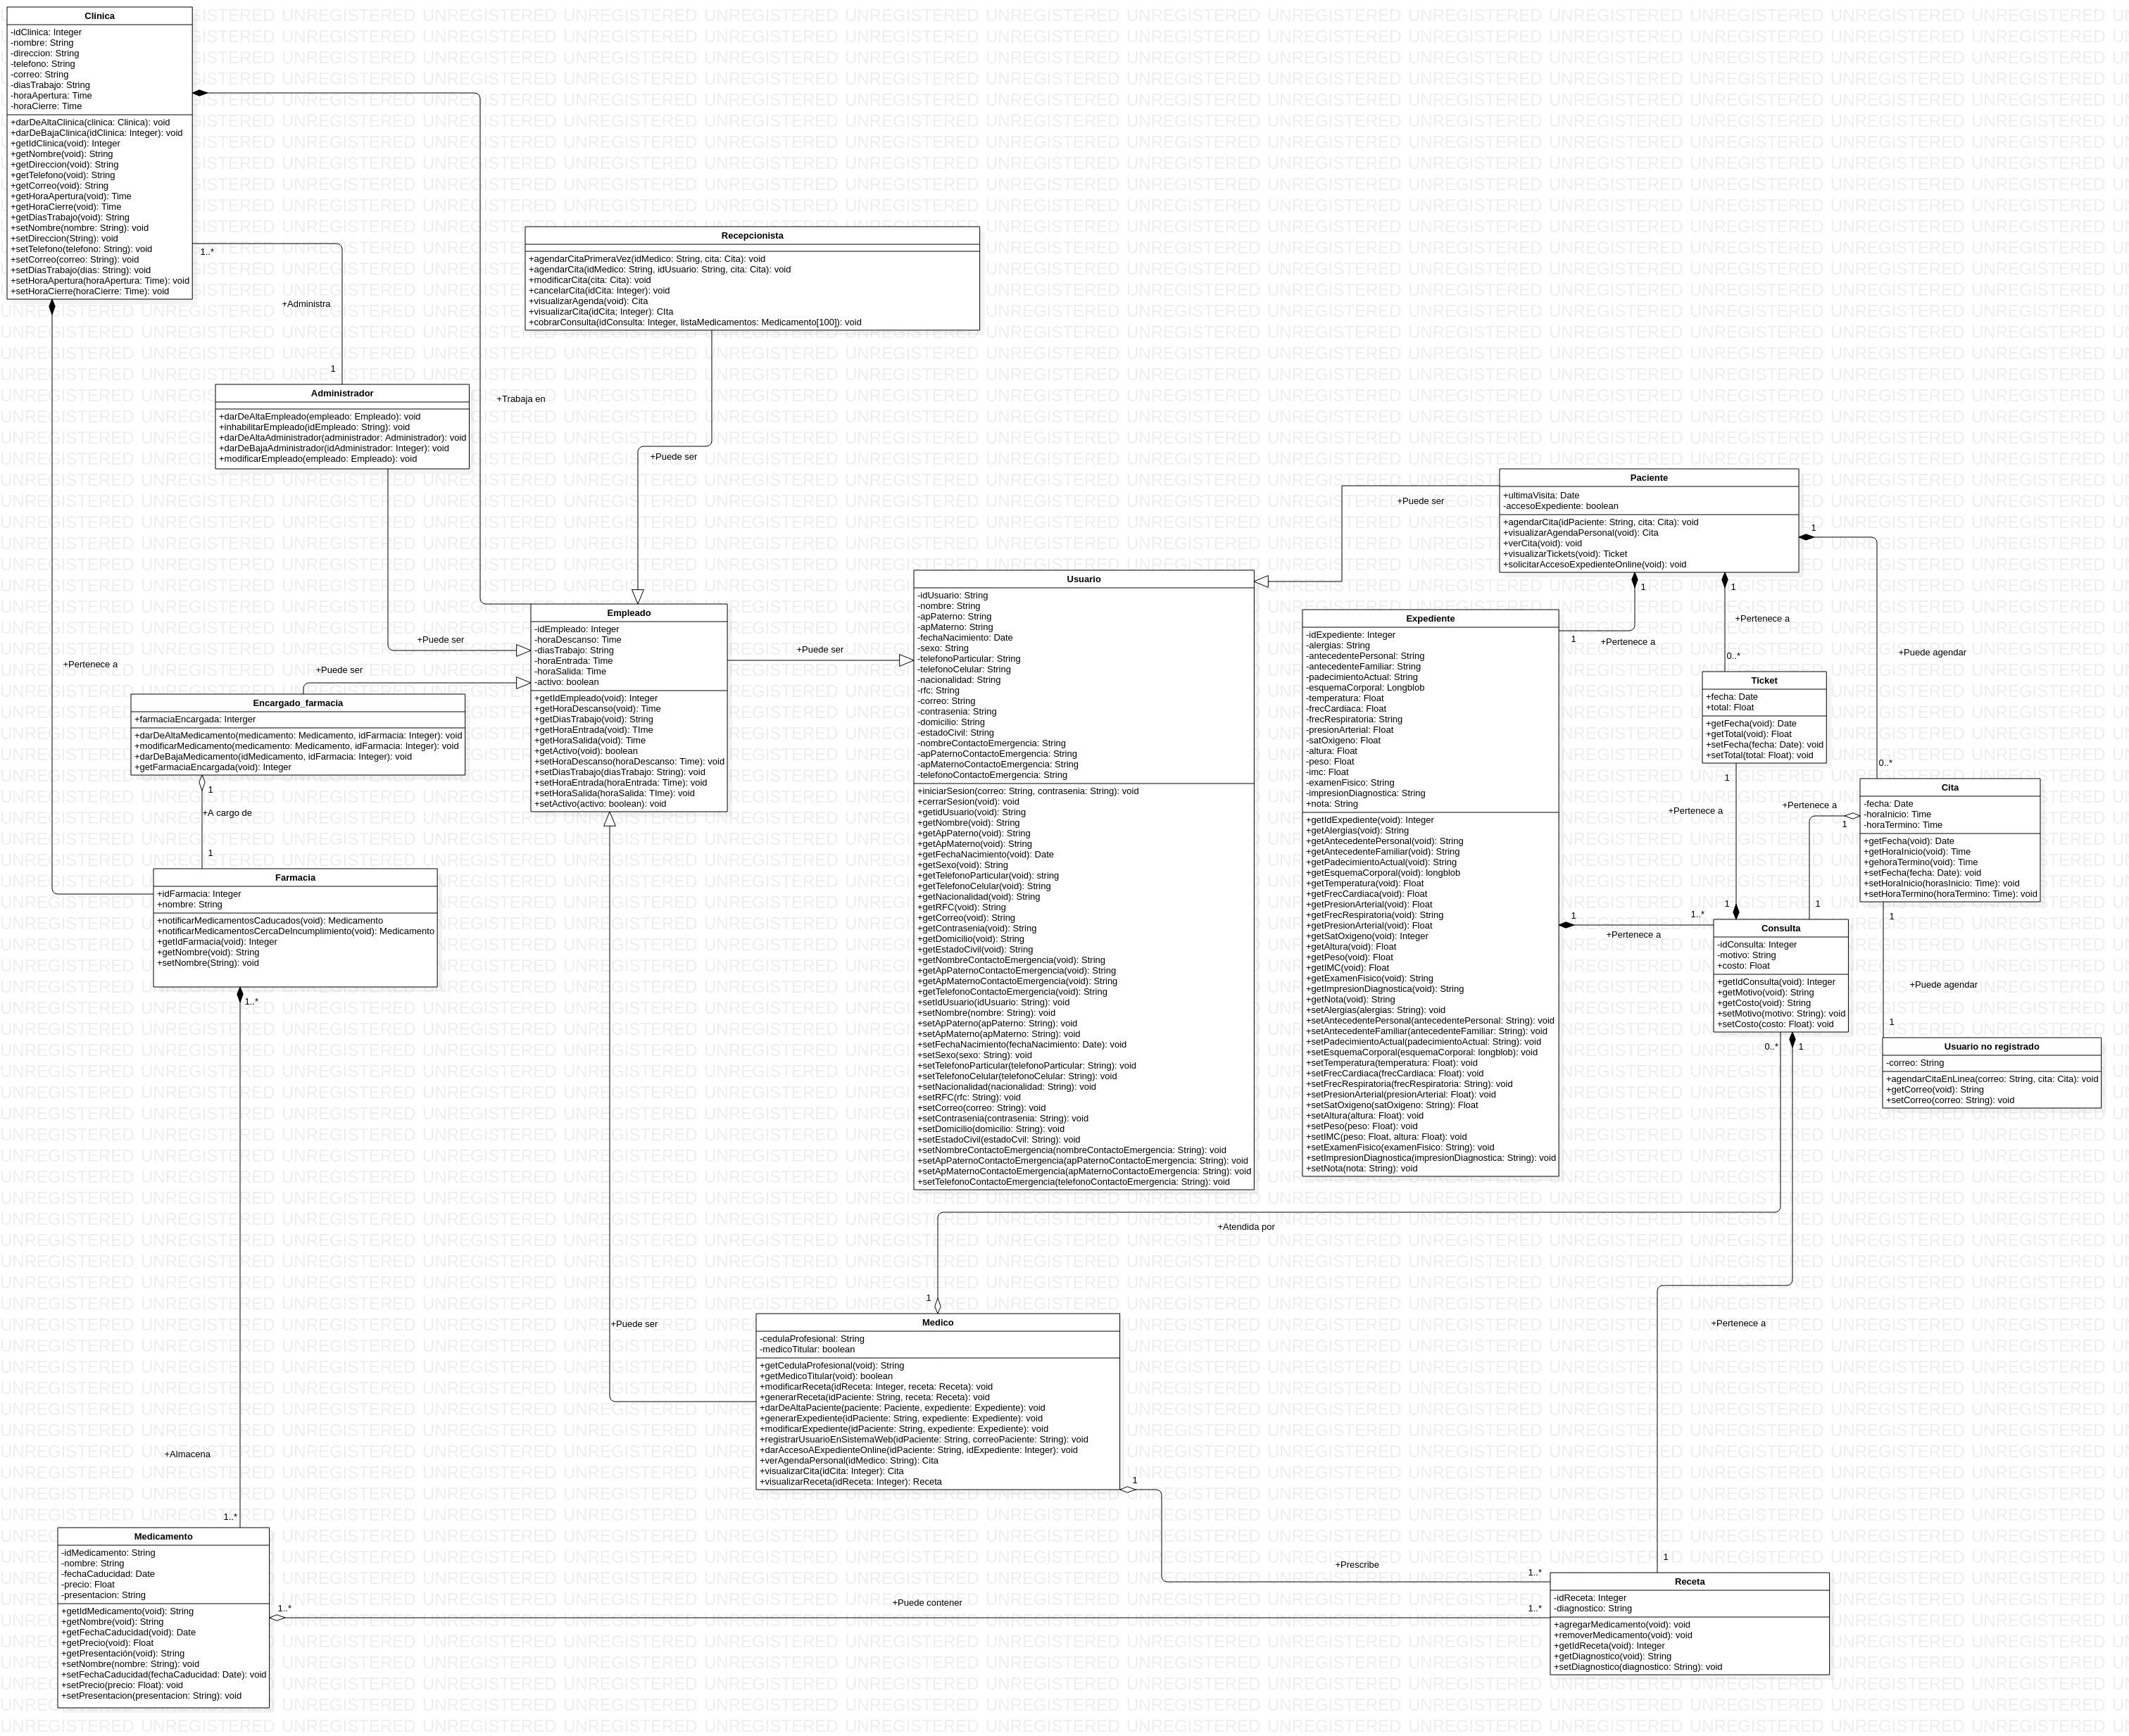 Clinica
-idClinica: Integer
-nombre: String
-direccion: String
-telefono: String
-correo: String
-diasTrabajo: String
-horaApertura: Time
-horaCierre: Time
+darDeAltaClinica(clinica: Clinica): void
+darDeBajaClinica(idClinica: Integer): void
+getIdClinica(void): Integer
+getNombre(void): String
+getDireccion(void): String
+getTelefono(void): String
+getCorreo(void): String
+getHoraApertura(void): Time
+getHoraCierre(void): Time
+getDiasTrabajo(void): String
+setNombre(nombre: String): void
+setDireccion(String): void
+setTelefono(telefono: String): void
+setCorreo(correo: String): void
+setDiasTrabajo(dias: String): void
+setHoraApertura(horaApertura: Time): void
+setHoraCierre(horaCierre: Time): void
1..*
+Administra
1
+Trabaja en
Recepcionista
+agendarCitaPrimeraVez(idMedico: String, cita: Cita): void
+agendarCita(idMedico: String, idUsuario: String, cita: Cita): void
+modificarCita(cita: Cita): void
+cancelarCita(idCita: Integer): void
+visualizarAgenda(void): Cita
+visualizarCita(idCita; Integer): CIta
+cobrarConsulta(idConsulta: Integer, listaMedicamentos: Medicamento[100]): void
+Puede ser
Administrador
+darDeAltaEmpleado(empleado: Empleado): void
+inhabilitarEmpleado(idEmpleado: String): void
+darDeAltaAdministrador(administrador: Administrador): void
+darDeBajaAdministrador(idAdministrador: Integer): void
+modificarEmpleado(empleado: Empleado): void
+Puede ser
+Pertenece a
+Puede ser
Encargado_farmacia
+farmaciaEncargada: Interger
+darDeAltaMedicamento(medicamento: Medicamento, idFarmacia: Integer): void
+modificarMedicamento(medicamento: Medicamento, idFarmacia: Integer): void
+darDeBajaMedicamento(idMedicamento, idFarmacia: Integer): void
+getFarmaciaEncargada(void): Integer
1
+A cargo de
1
Farmacia
+idFarmacia: Integer
+nombre: String
+notificarMedicamentosCaducados(void): Medicamento
+notificarMedicamentosCercaDeIncumplimiento(void): Medicamento
+getIdFarmacia(void): Integer
+getNombre(void): String
+setNombre(String): void
1..*
+Almacena
1..*
Empleado
-idEmpleado: Integer
-horaDescanso: Time
-diasTrabajo: String
-horaEntrada: Time
-horaSalida: Time
-activo: boolean
+getIdEmpleado(void): Integer
+getHoraDescanso(void): Time
+getDiasTrabajo(void): String
+getHoraEntrada(void): TIme
+getHoraSalida(void): Time
+getActivo(void): boolean
+setHoraDescanso(horaDescanso: Time): void
+setDiasTrabajo(diasTrabajo: String): void
+setHoraEntrada(horaEntrada: Time): void
+setHoraSalida(horaSalida: TIme): void
+setActivo(activo: boolean): void
+Puede ser
+Puede ser
Usuario
-idUsuario: String
-nombre: String
-apPaterno: String
-apMaterno: String
-fechaNacimiento: Date
-sexo: String
-telefonoParticular: String
-telefonoCelular: String
-nacionalidad: String
-rfc: String
-correo: String
-contrasenia: String
-domicilio: String
-estadoCivil: String
-nombreContactoEmergencia: String
-apPaternoContactoEmergencia: String
-apMaternoContactoEmergencia: String
-telefonoContactoEmergencia: String
+iniciarSesion(correo: String, contrasenia: String): void
+cerrarSesion(void): void
+getidUsuario(void): String
+getNombre(void): String
+getApPaterno(void): String
+getApMaterno(void): String
+getFechaNacimiento(void): Date
+getSexo(void): String
+getTelefonoParticular(void): string
+getTelefonoCelular(void): String
+getNacionalidad(void): String
+getRFC(void): String
+getCorreo(void): String
+getContrasenia(void): String
+getDomicilio(void): String
+getEstadoCivil(void): String
+getNombreContactoEmergencia(void): String
+getApPaternoContactoEmergencia(void): String
+getApMaternoContactoEmergencia(void): String
+getTelefonoContactoEmergencia(void): String
+setIdUsuario(idUsuario: String): void
+setNombre(nombre: String): void
+setApPaterno(apPaterno: String): void
+setApMaterno(apMaterno: String): void
+setFechaNacimiento(fechaNacimiento: Date): void
+setSexo(sexo: String): void
+setTelefonoParticular(telefonoParticular: String): void
+setTelefonoCelular(telefonoCelular: String): void
+setNacionalidad(nacionalidad: String): void
+setRFC(rfc: String): void
+setCorreo(correo: String): void
+setContrasenia(contrasenia: String): void
+setDomicilio(domicilio: String): void
+setEstadoCivil(estadoCvil: String): void
+setNombreContactoEmergencia(nombreContactoEmergencia: String): void
+setApPaternoContactoEmergencia(apPaternoContactoEmergencia: String): void
+setApMaternoContactoEmergencia(apMaternoContactoEmergencia: String): void
+setTelefonoContactoEmergencia(telefonoContactoEmergencia: String): void
+Puede ser
Paciente
+ultimaVisita: Date
-accesoExpediente: boolean
+agendarCita(idPaciente: String, cita: Cita): void
+visualizarAgendaPersonal(void): Cita
+verCita(void): void
+visualizarTickets(void): Ticket
+solicitarAccesoExpedienteOnline(void): void
1
1
1
1
+Pertenece a
+Pertenece a
0..*
+Puede agendar
0..*
Expediente
-idExpediente: Integer
-alergias: String
-antecedentePersonal: String
-antecedenteFamiliar: String
-padecimientoActual: String
-esquemaCorporal: Longblob
-temperatura: Float
-frecCardiaca: Float
-frecRespiratoria: String
-presionArterial: Float
-satOxigeno: Float
-altura: Float
-peso: Float
-imc: Float
-examenFisico: String
-impresionDiagnostica: String
+nota: String
+getIdExpediente(void): Integer
+getAlergias(void): String
+getAntecedentePersonal(void): String
+getAntecedenteFamiliar(void): String
+getPadecimientoActual(void): String
+getEsquemaCorporal(void): longblob
+getTemperatura(void): Float
+getFrecCardiaca(void): Float
+getPresionArterial(void): Float
+getFrecRespiratoria(void): String
+getPresionArterial(void): Float
+getSatOxigeno(void): Integer
+getAltura(void): Float
+getPeso(void): Float
+getIMC(void): Float
+getExamenFisico(void): String
+getImpresionDiagnostica(void): String
+getNota(void): String
+setAlergias(alergias: String): void
+setAntecedentePersonal(antecedentePersonal: String): void
+setAntecedenteFamiliar(antecedenteFamiliar: String): void
+setPadecimientoActual(padecimientoActual: String): void
+setEsquemaCorporal(esquemaCorporal: longblob): void
+setTemperatura(temperatura: Float): void
+setFrecCardiaca(frecCardiaca: Float): void
+setFrecRespiratoria(frecRespiratoria: String): void
+setPresionArterial(presionArterial: Float): void
+setSatOxigeno(satOxigeno: String): Float
+setAltura(altura: Float): void
+setPeso(peso: Float): void
+setIMC(peso: Float, altura: Float): void
+setExamenFisico(examenFisico: String): void
+setImpresionDiagnostica(impresionDiagnostica: String): void
+setNota(nota: String): void
Ticket
+fecha: Date
+total: Float
+getFecha(void): Date
+getTotal(void): Float
+setFecha(fecha: Date): void
+setTotal(total: Float): void
1
+Pertenece a
1
+Pertenece a
1
1
Cita
-fecha: Date
-horaInicio: Time
-horaTermino: Time
+getFecha(void): Date
+getHoraInicio(void): Time
+gehoraTermino(void): Time
+setFecha(fecha: Date): void
+setHoraInicio(horasInicio: Time): void
+setHoraTermino(horaTermino: Time): void
1
+Puede agendar
1
1
1..*
+Pertenece a
Consulta
-idConsulta: Integer
-motivo: String
+costo: Float
+getIdConsulta(void): Integer
+getMotivo(void): String
+getCosto(void): String
+setMotivo(motivo: String): void
+setCosto(costo: Float): void
0..*
1
Usuario no registrado
-correo: String
+agendarCitaEnLinea(correo: String, cita: Cita): void
+getCorreo(void): String
+setCorreo(correo: String): void
+Atendida por
1
+Pertenece a
1
Medico
-cedulaProfesional: String
-medicoTitular: boolean
+getCedulaProfesional(void): String
+getMedicoTitular(void): boolean
+modificarReceta(idReceta: Integer, receta: Receta): void
+generarReceta(idPaciente: String, receta: Receta): void
+darDeAltaPaciente(paciente: Paciente, expediente: Expediente): void
+generarExpediente(idPaciente: String, expediente: Expediente): void
+modificarExpediente(idPaciente: String, expediente: Expediente): void
+registrarUsuarioEnSistemaWeb(idPaciente: String, correoPaciente: String): void
+darAccesoAExpedienteOnline(idPaciente: String, idExpediente: Integer): void
+verAgendaPersonal(idMedico: String): Cita
+visualizarCita(idCita: Integer): Cita
+visualizarReceta(idReceta: Integer): Receta
1
+Prescribe
1..*
Medicamento
-idMedicamento: String
-nombre: String
-fechaCaducidad: Date
-precio: Float
-presentacion: String
+getIdMedicamento(void): String
+getNombre(void): String
+getFechaCaducidad(void): Date
+getPrecio(void): Float
+getPresentación(void): String
+setNombre(nombre: String): void
+setFechaCaducidad(fechaCaducidad: Date): void
+setPrecio(precio: Float): void
+setPresentacion(presentacion: String): void
1..*
+Puede contener
1..*
Receta
-idReceta: Integer
-diagnostico: String
+agregarMedicamento(void): void
+removerMedicamento(void): void
+getIdReceta(void): Integer
+getDiagnostico(void): String
+setDiagnostico(diagnostico: String): void
UNREGISTERED